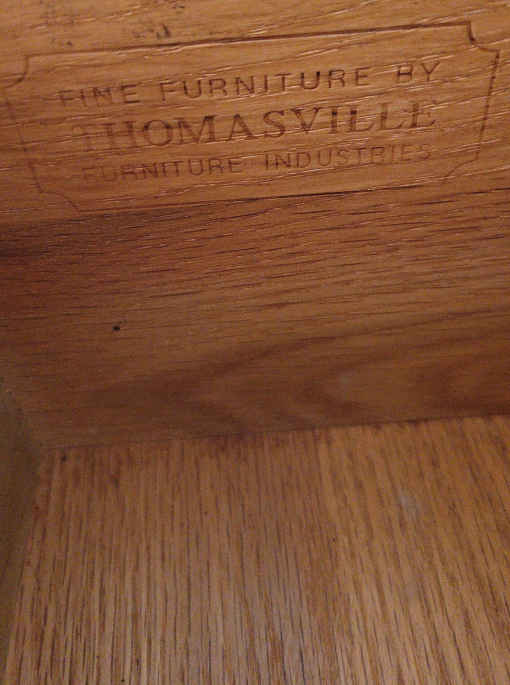 FINE FURNITURE BY
THOMASVILLE
FURNITURE INDUSTRIES